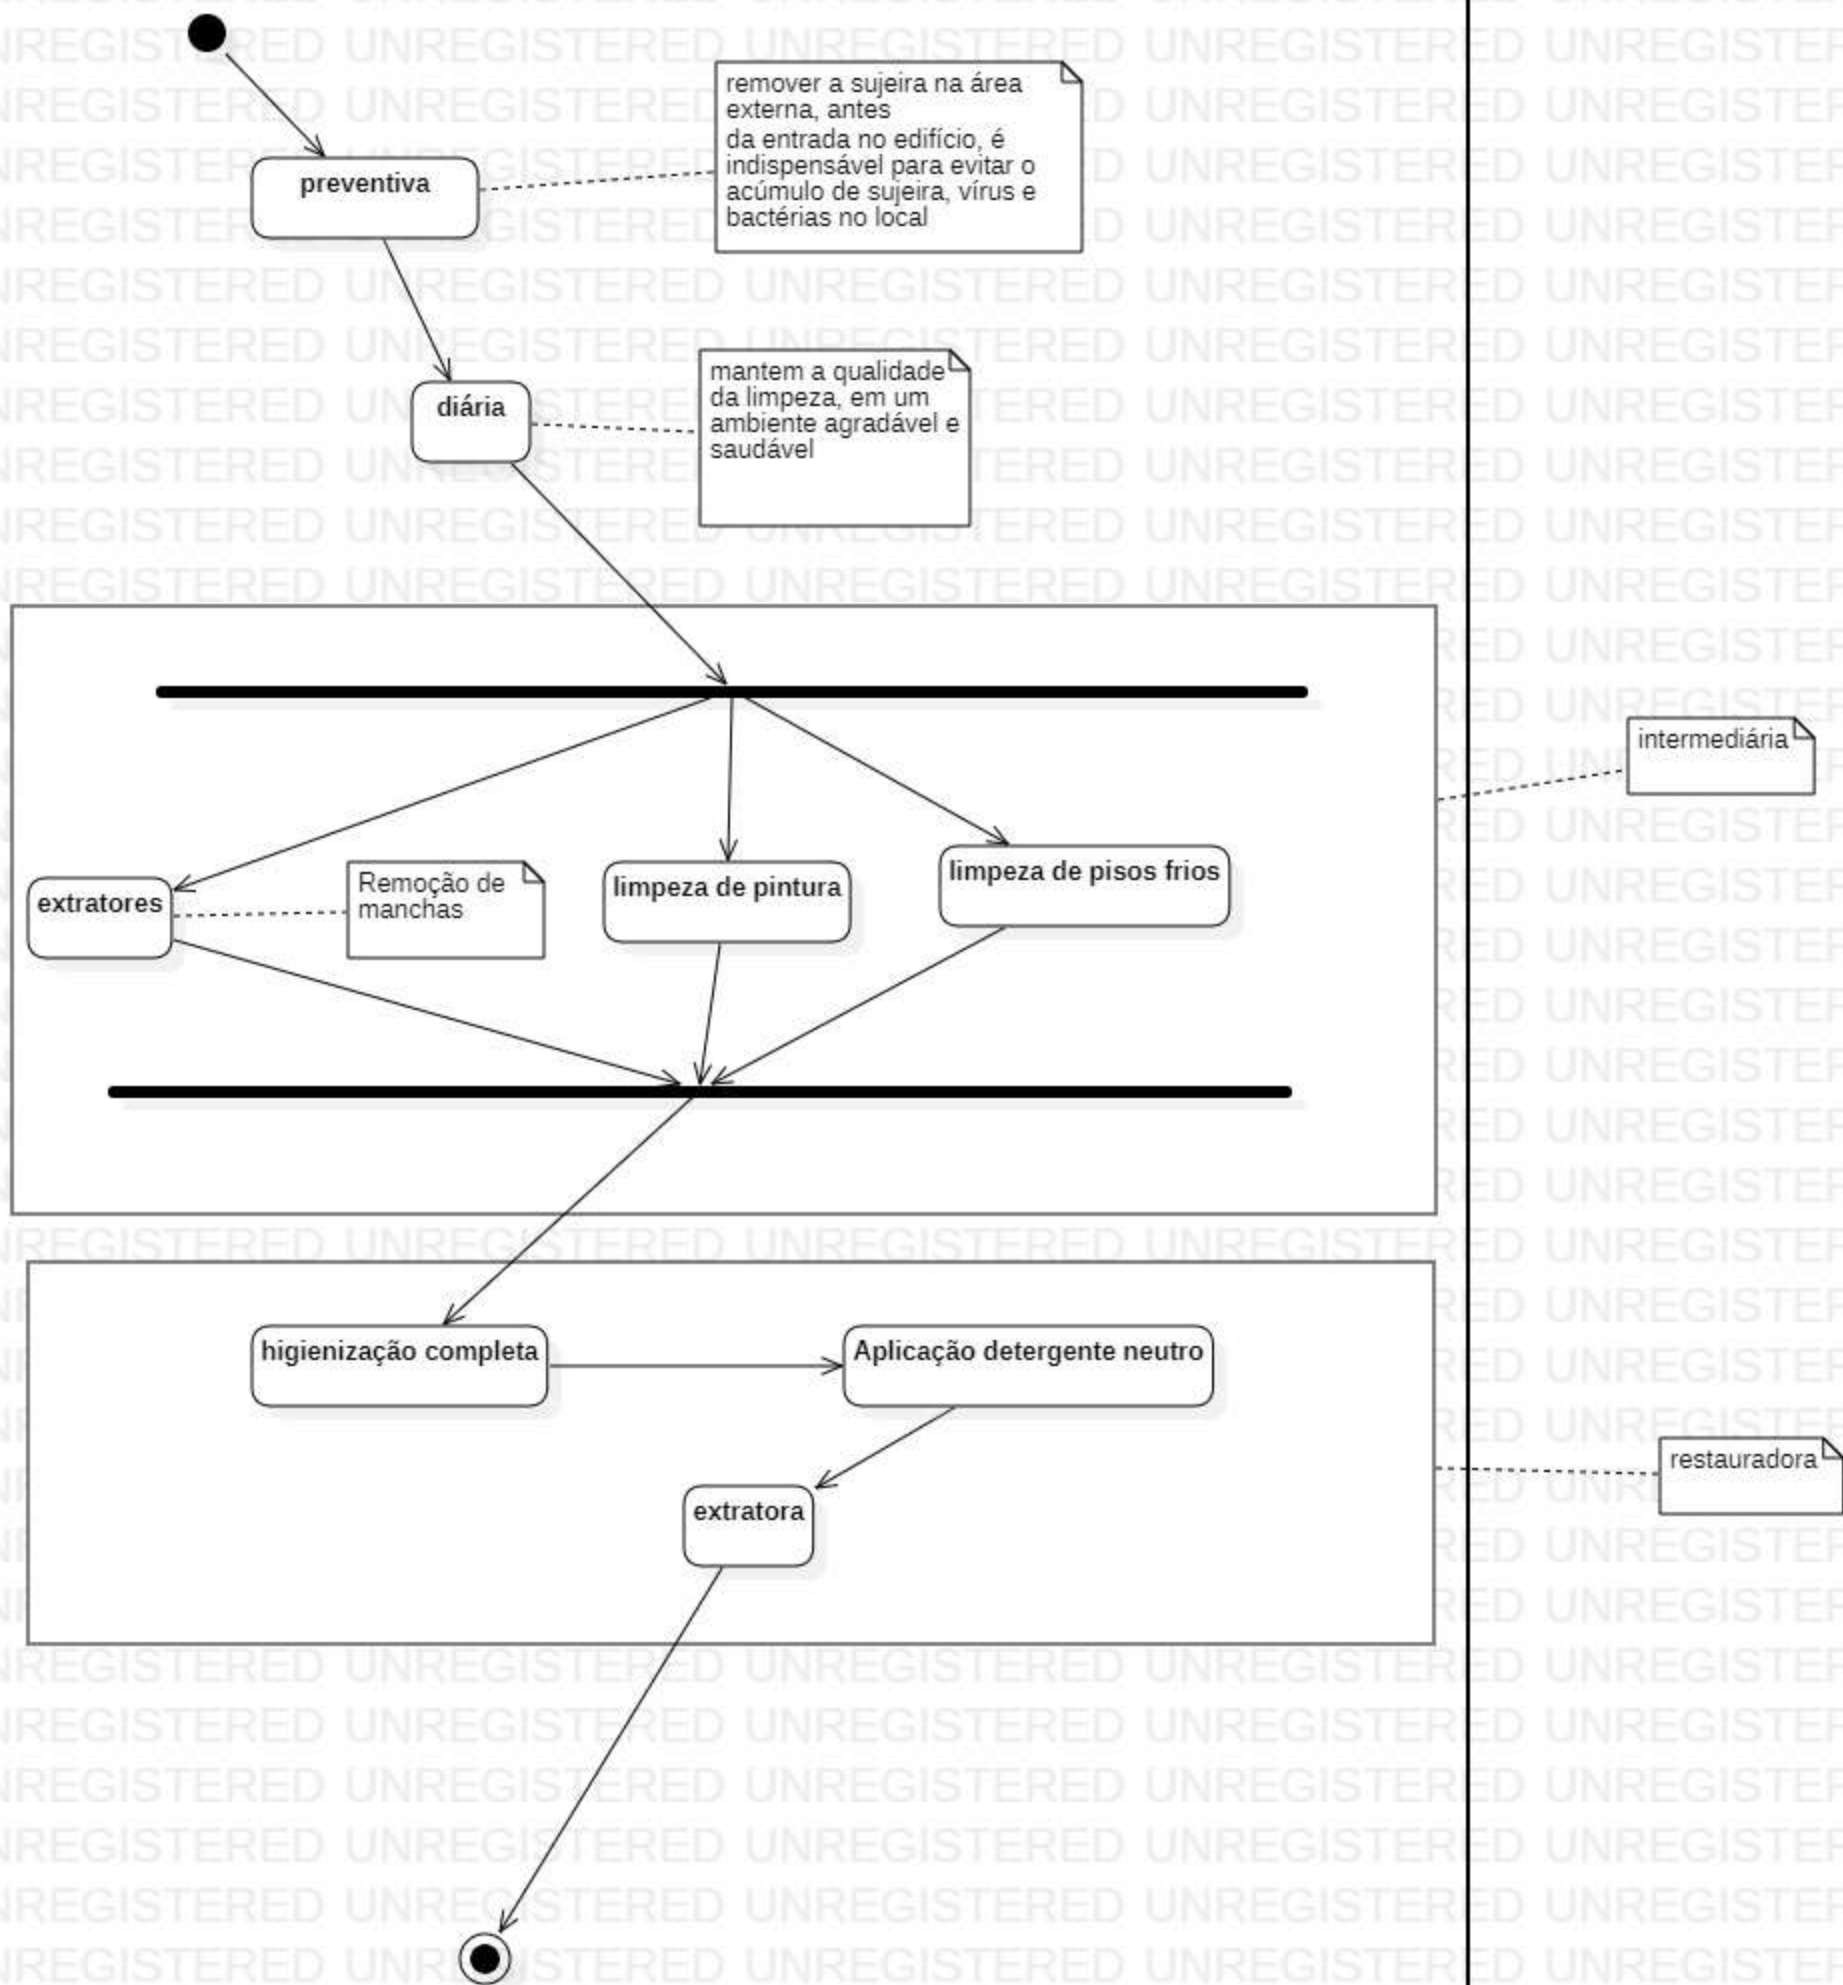 remover a sujeira na área
externa, antes
da entrada no edifício, é
indispensável para evitar o
acúmulo de sujeira, vírus e
bactérias no local
preventiva
mantem a qualidade
da limpeza, em um
ambiente agradável e
saudável
diária
intermediária
extratores
Remoção de
manchas
limpeza de pintura
limpeza de pisos frios
higienização completa
Aplicação detergente neutro
restauradora
extratora
UNREGISTERED